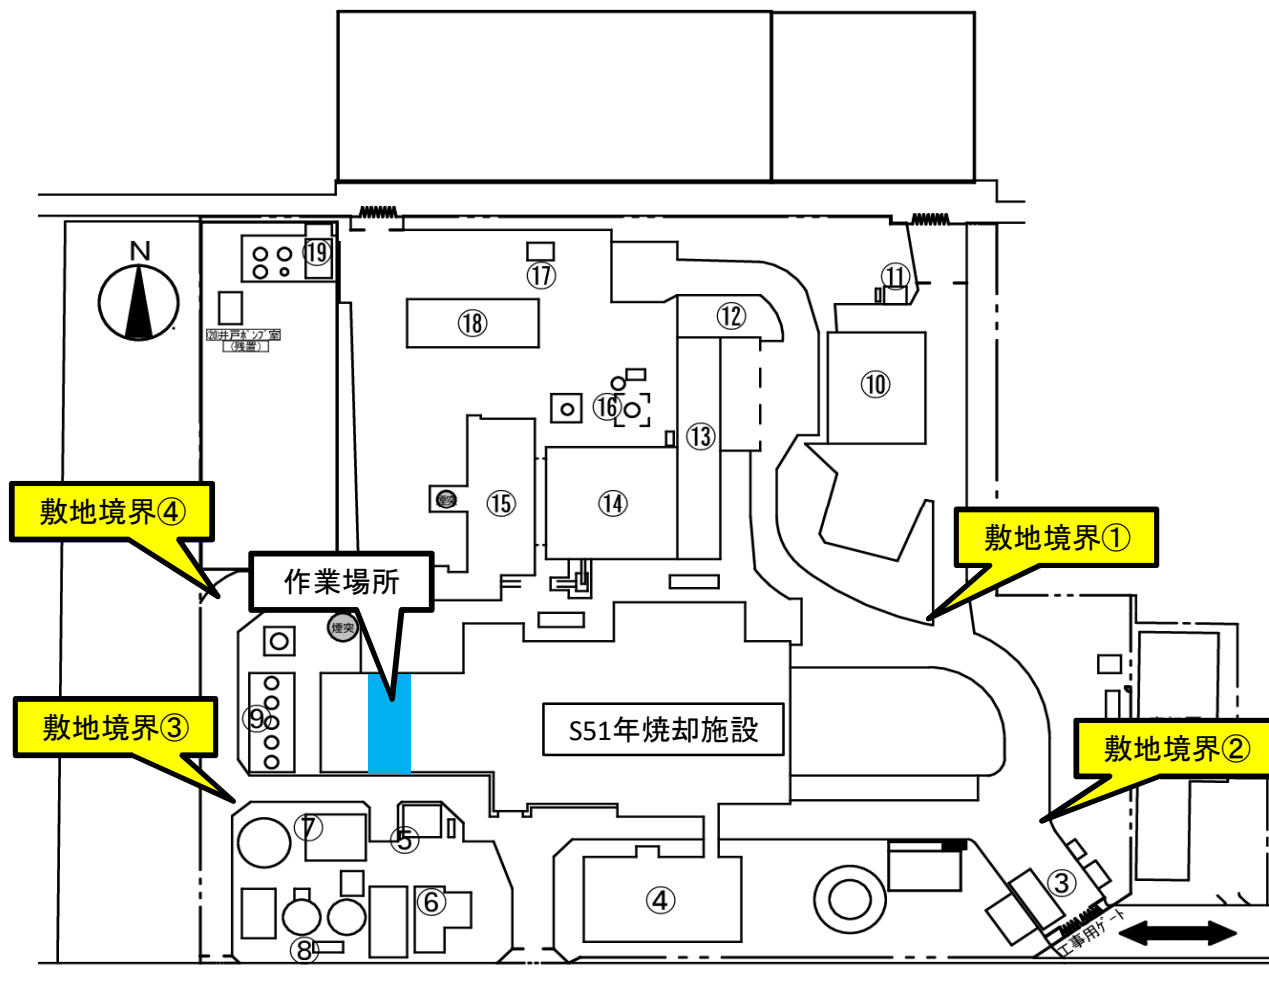 N
⑲
⑰
⑪
⑳井戸ポンプ室
(残置)
⑱
⑫
⑩
⑯
⑬
煙突
⑮
⑭
敷地境界④
敷地境界①
作業場所
煙突
⑨
敷地境界③
S51年焼却施設
敷地境界②
⑦
⑤
③
④
⑥
⑧
工事用ゲート